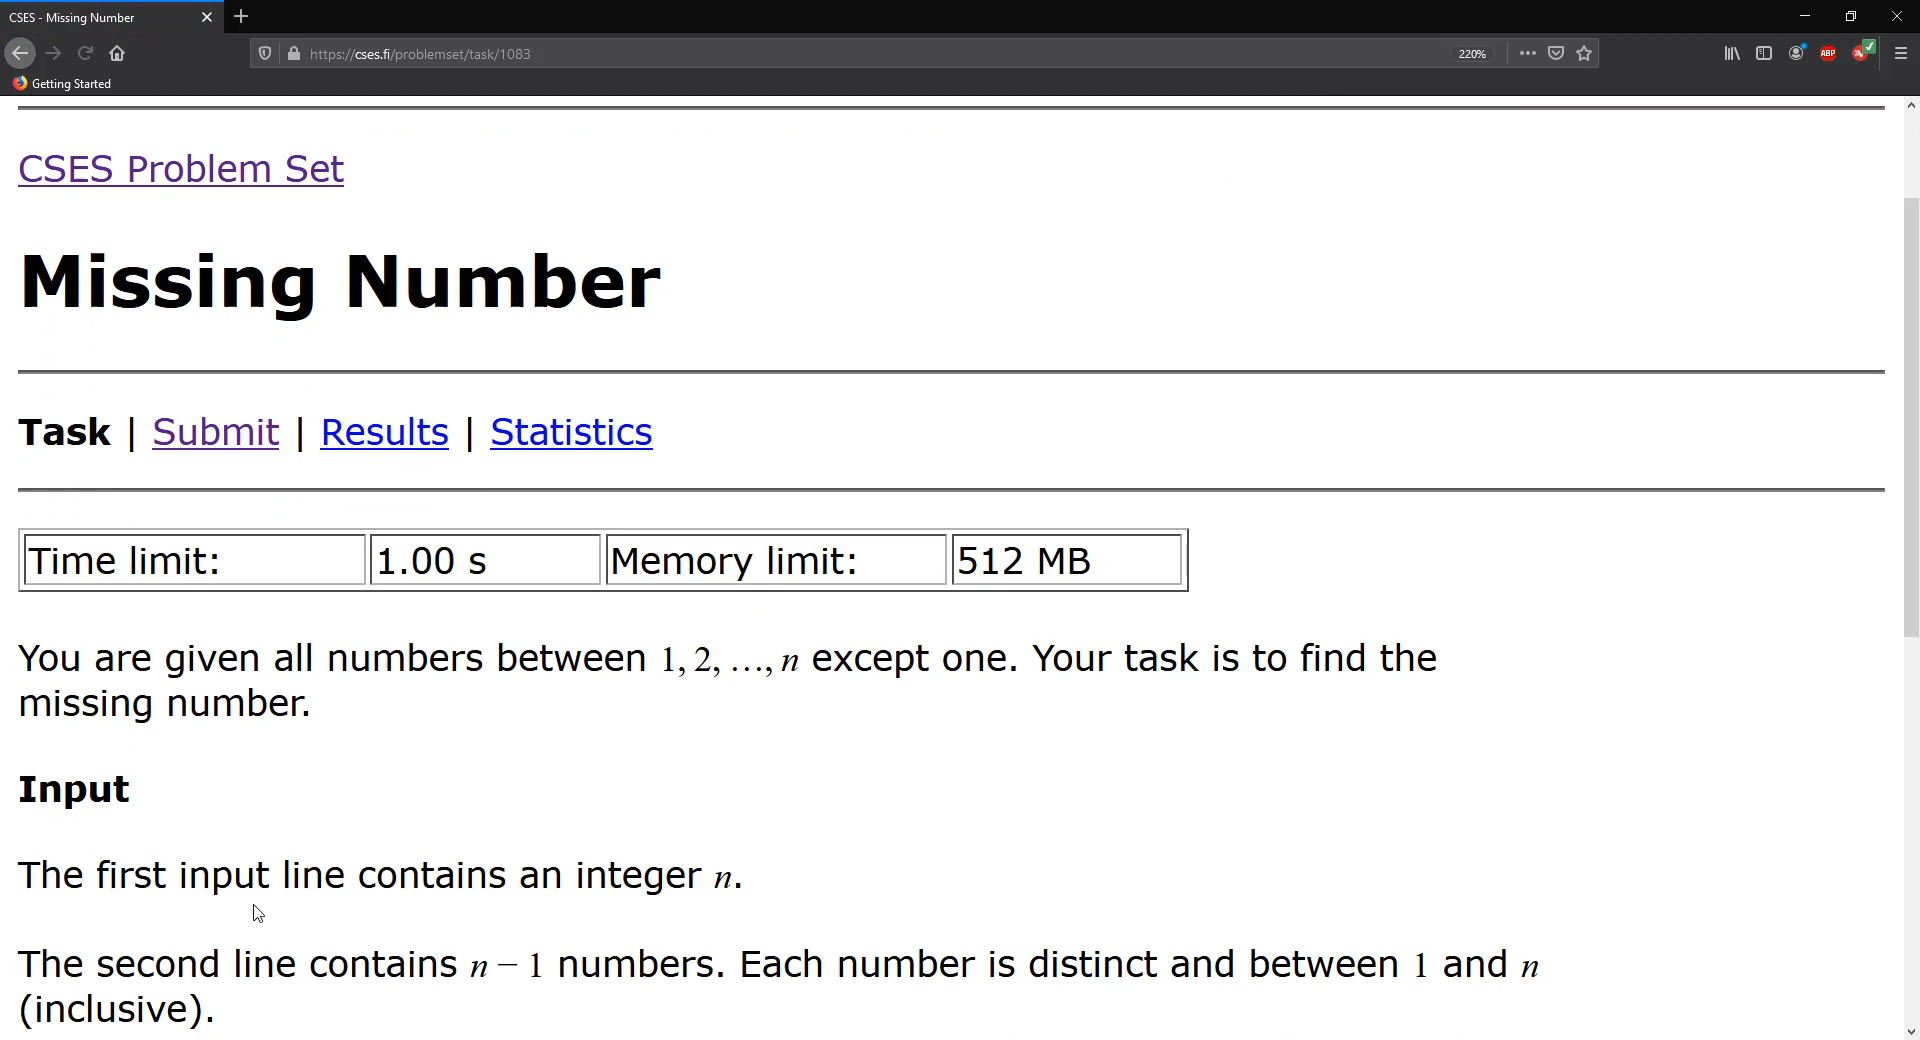 CSES - Missing Number
https://cses.fi/problemset/task/1083
220%
ABP
Getting Started
CSES Problem Set
Missing Number
Task | Submit | Results | Statistics
Time limit: 1.00 s Memory limit: 512 MB
You are given all numbers between 1, 2, …, n except one. Your task is to find the
missing number.
Input
The first input line contains an integer n.
The second line contains n − 1 numbers. Each number is distinct and between 1 and n
(inclusive).